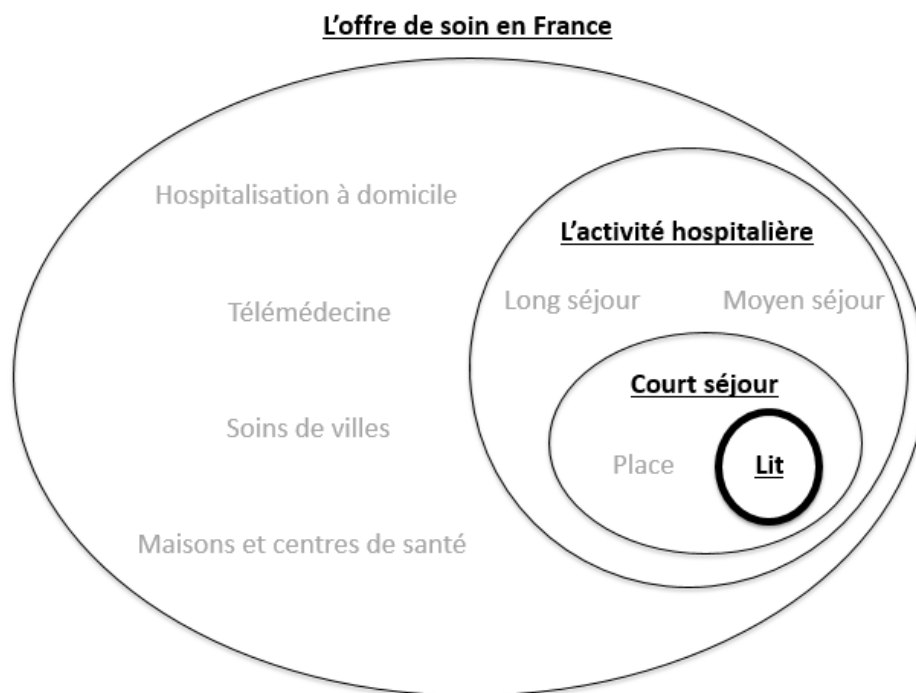 L'offre de soin en France
Hospitalisation à domicile
L'activité hospitalière
Long séjour
Moyen séjour
Télémédecine
Court séjour
Soins de villes
Place
Lit
Maisons et centres de santé